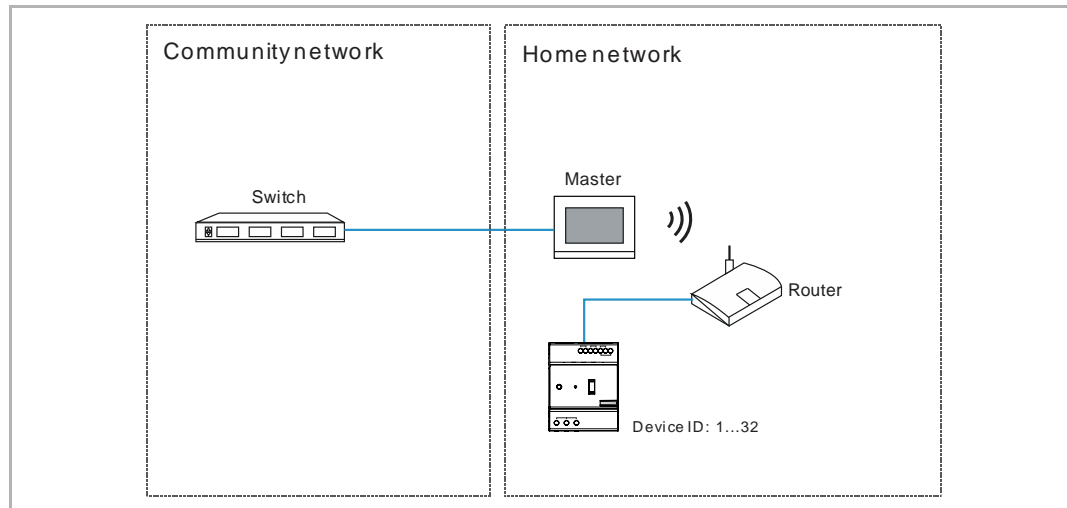 Community network
Home network
Master
Switch
Router
Device ID: 1...32